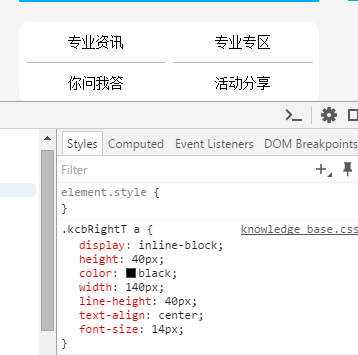 专业资讯 专业专区
你问我答 活动分享
Styles Computed Event Listeners DOM Breakpoints
Filter
element.style {
}
.kcbRightT a { knowledge base.css
display: inline-block;
height: 40px;
color: black;
width: 140px;
line-height: 40px;
text-align: center;
font-size: 14px;
}